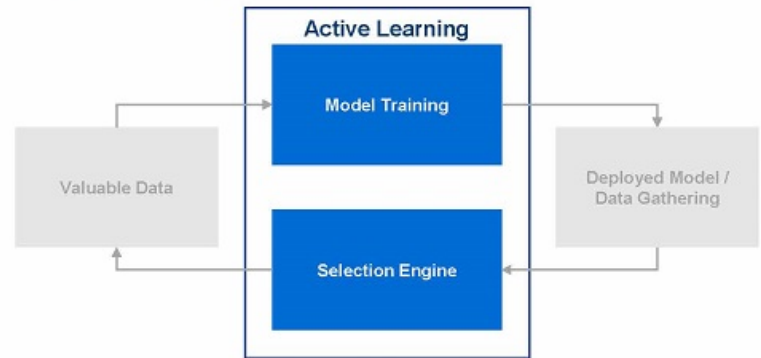 Active Learning
Model Training
Valuable Data
Deployed Model /
Data Gathering
Selection Engine